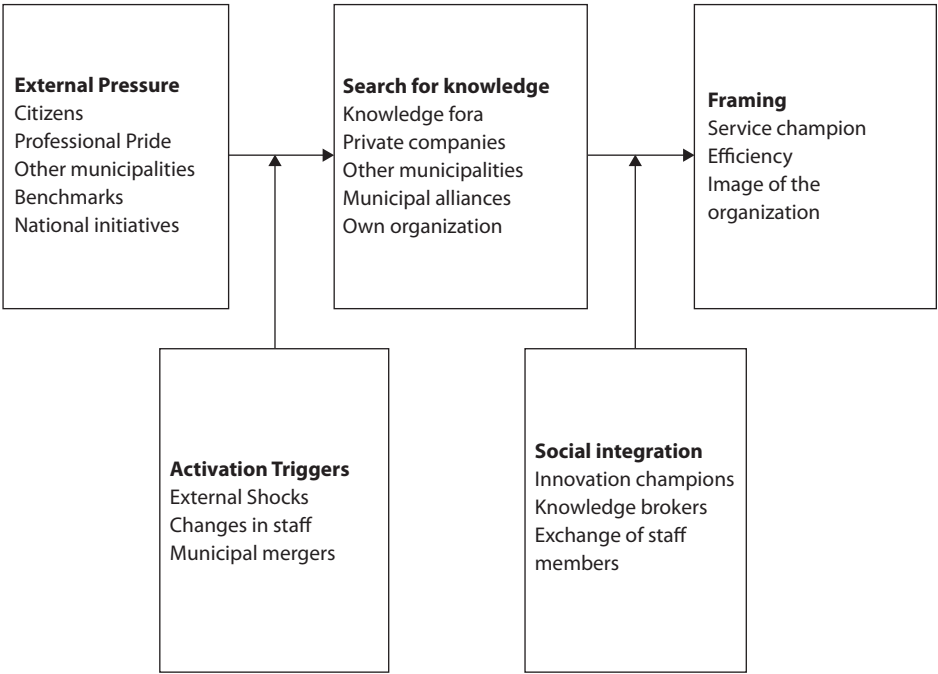 External Pressure
Citizens
Professional Pride
Other municipalities
Benchmarks
National initiatives
Search for knowledge
Knowledge fora
Private companies
Other municipalities
Municipal alliances
Own organization
Framing
Service champion
Efficiency
Image of the
organization
Activation Triggers
External Shocks
Changes in staff
Municipal mergers
Social integration
Innovation champions
Knowledge brokers
Exchange of staff
members